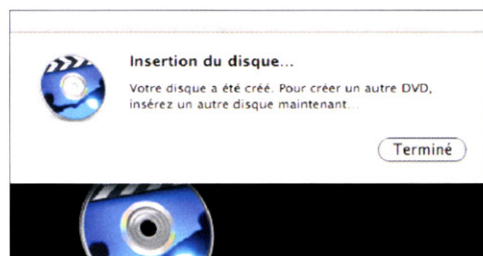 Insertion du disque...
Votre disque a été créé. Pour créer un autre DVD,
insérez un autre disque maintenant...
Terminé